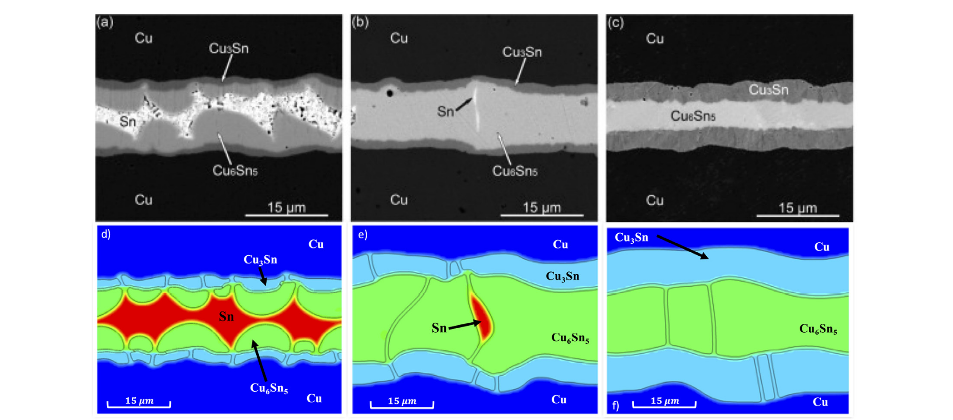 (a)
Cu
Cu₃Sn
Sn
Cu₆Sn₅
Cu
15 μm
(b)
Cu
Cu₃Sn
Sn
Cu₆Sn₅
Cu
15 μm
(c)
Cu
Cu₃Sn
Cu₆Sn₅
Cu
15 μm
d)
Cu
Cu₃Sn
Sn
Cu₆Sn₅
Cu
15 μm
e)
Cu
Cu₃Sn
Sn
Cu₆Sn₅
Cu
15 μm
Cu₃Sn
Cu
Cu₆Sn₅
f)
15 μm
Cu